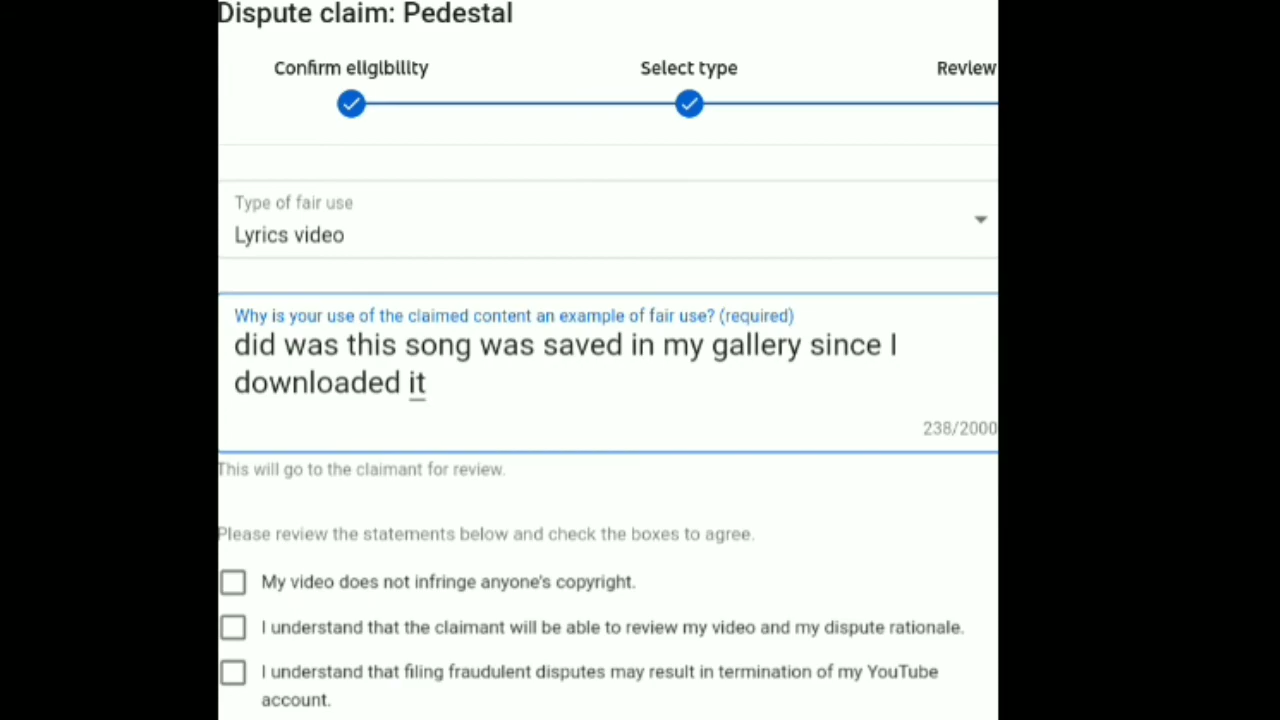 Dispute claim: Pedestal
Confirm eligibility
Select type
Review
Type of fair use
Lyrics video
Why is your use of the claimed content an example of fair use? (required)
did was this song was saved in my gallery since I
downloaded it
238/2000
This will go to the claimant for review.
Please review the statements below and check the boxes to agree.
My video does not infringe anyone's copyright.
I understand that the claimant will be able to review my video and my dispute rationale.
I understand that filing fraudulent disputes may result in termination of my YouTube
account.